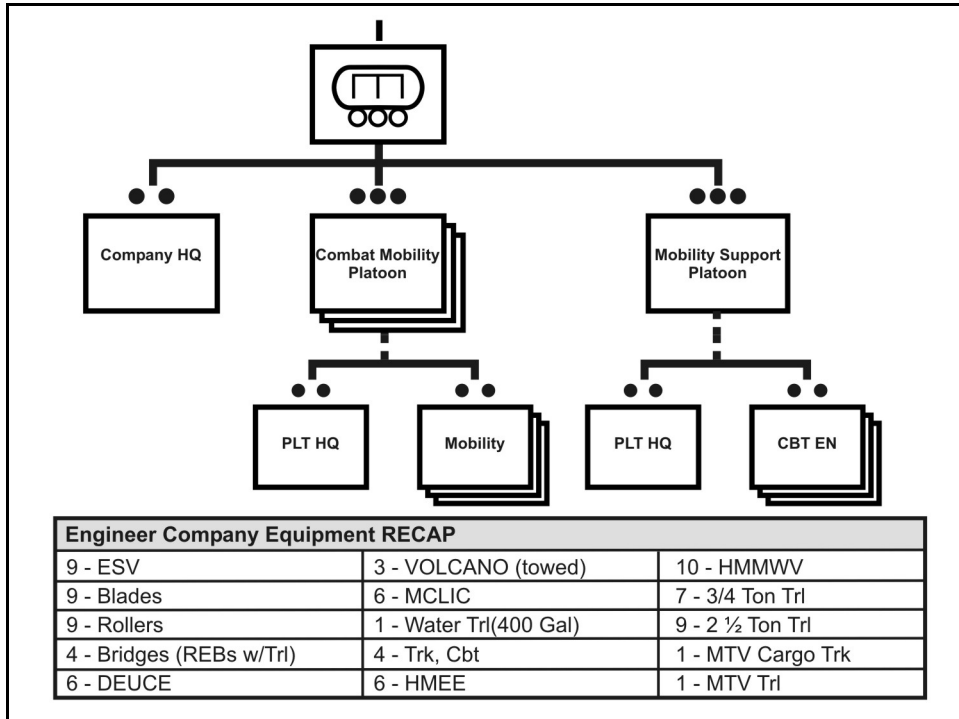 Company HQ
Combat Mobility
Platoon
Mobility Support
Platoon
PLT HQ
Mobility
PLT HQ
CBT EN
Engineer Company Equipment RECAP
9 - ESV
3 - VOLCANO (towed)
10 - HMMWV
9 - Blades
6 - MCLIC
7 - 3/4 Ton Trl
9 - Rollers
1 - Water Trl(400 Gal)
9 - 2 ½ Ton Trl
4 - Bridges (REBs w/Trl)
4 - Trk, Cbt
1 - MTV Cargo Trk
6 - DEUCE
6 - HMEE
1 - MTV Trl